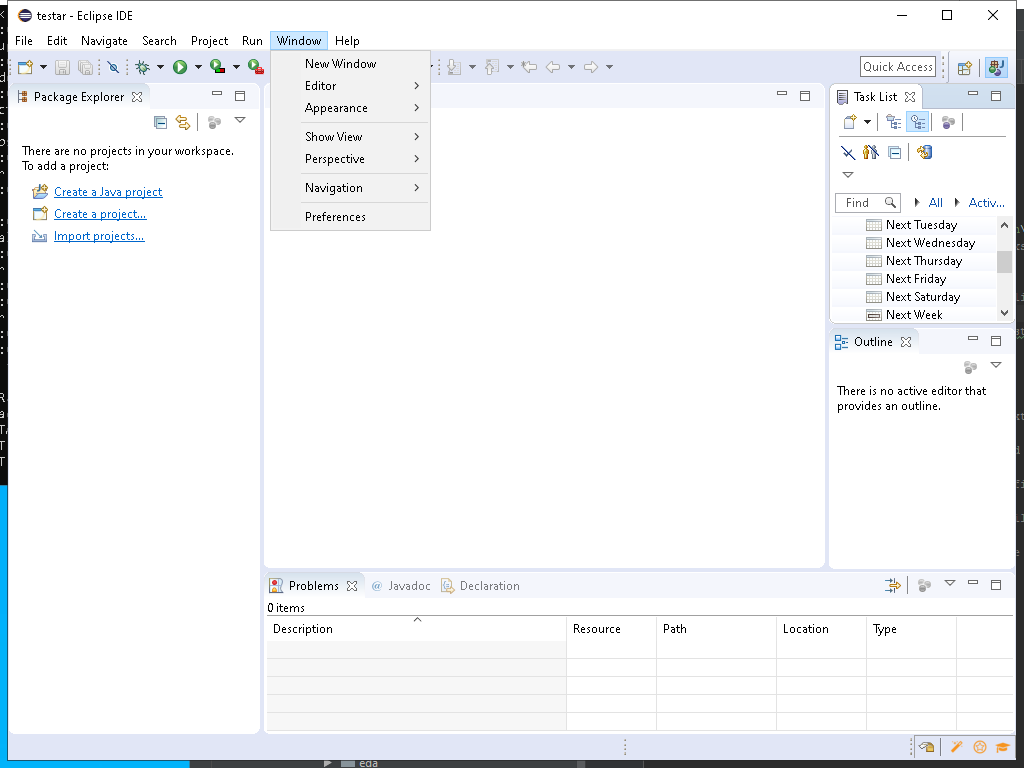 testar - Eclipse IDE
File Edit Navigate Search Project Run Window Help
Quick Access
New Window
Editor
Appearance
Show View
Perspective
Navigation
Preferences
Package Explorer
There are no projects in your workspace.
To add a project:
Create a Java project
Create a project...
Import projects...
Task List
Find All Activ...
Next Tuesday
Next Wednesday
Next Thursday
Next Friday
Next Saturday
Next Week
Outline
There is no active editor that
provides an outline.
Problems @ Javadoc Declaration
0 items
Description Resource Path Location Type
eda